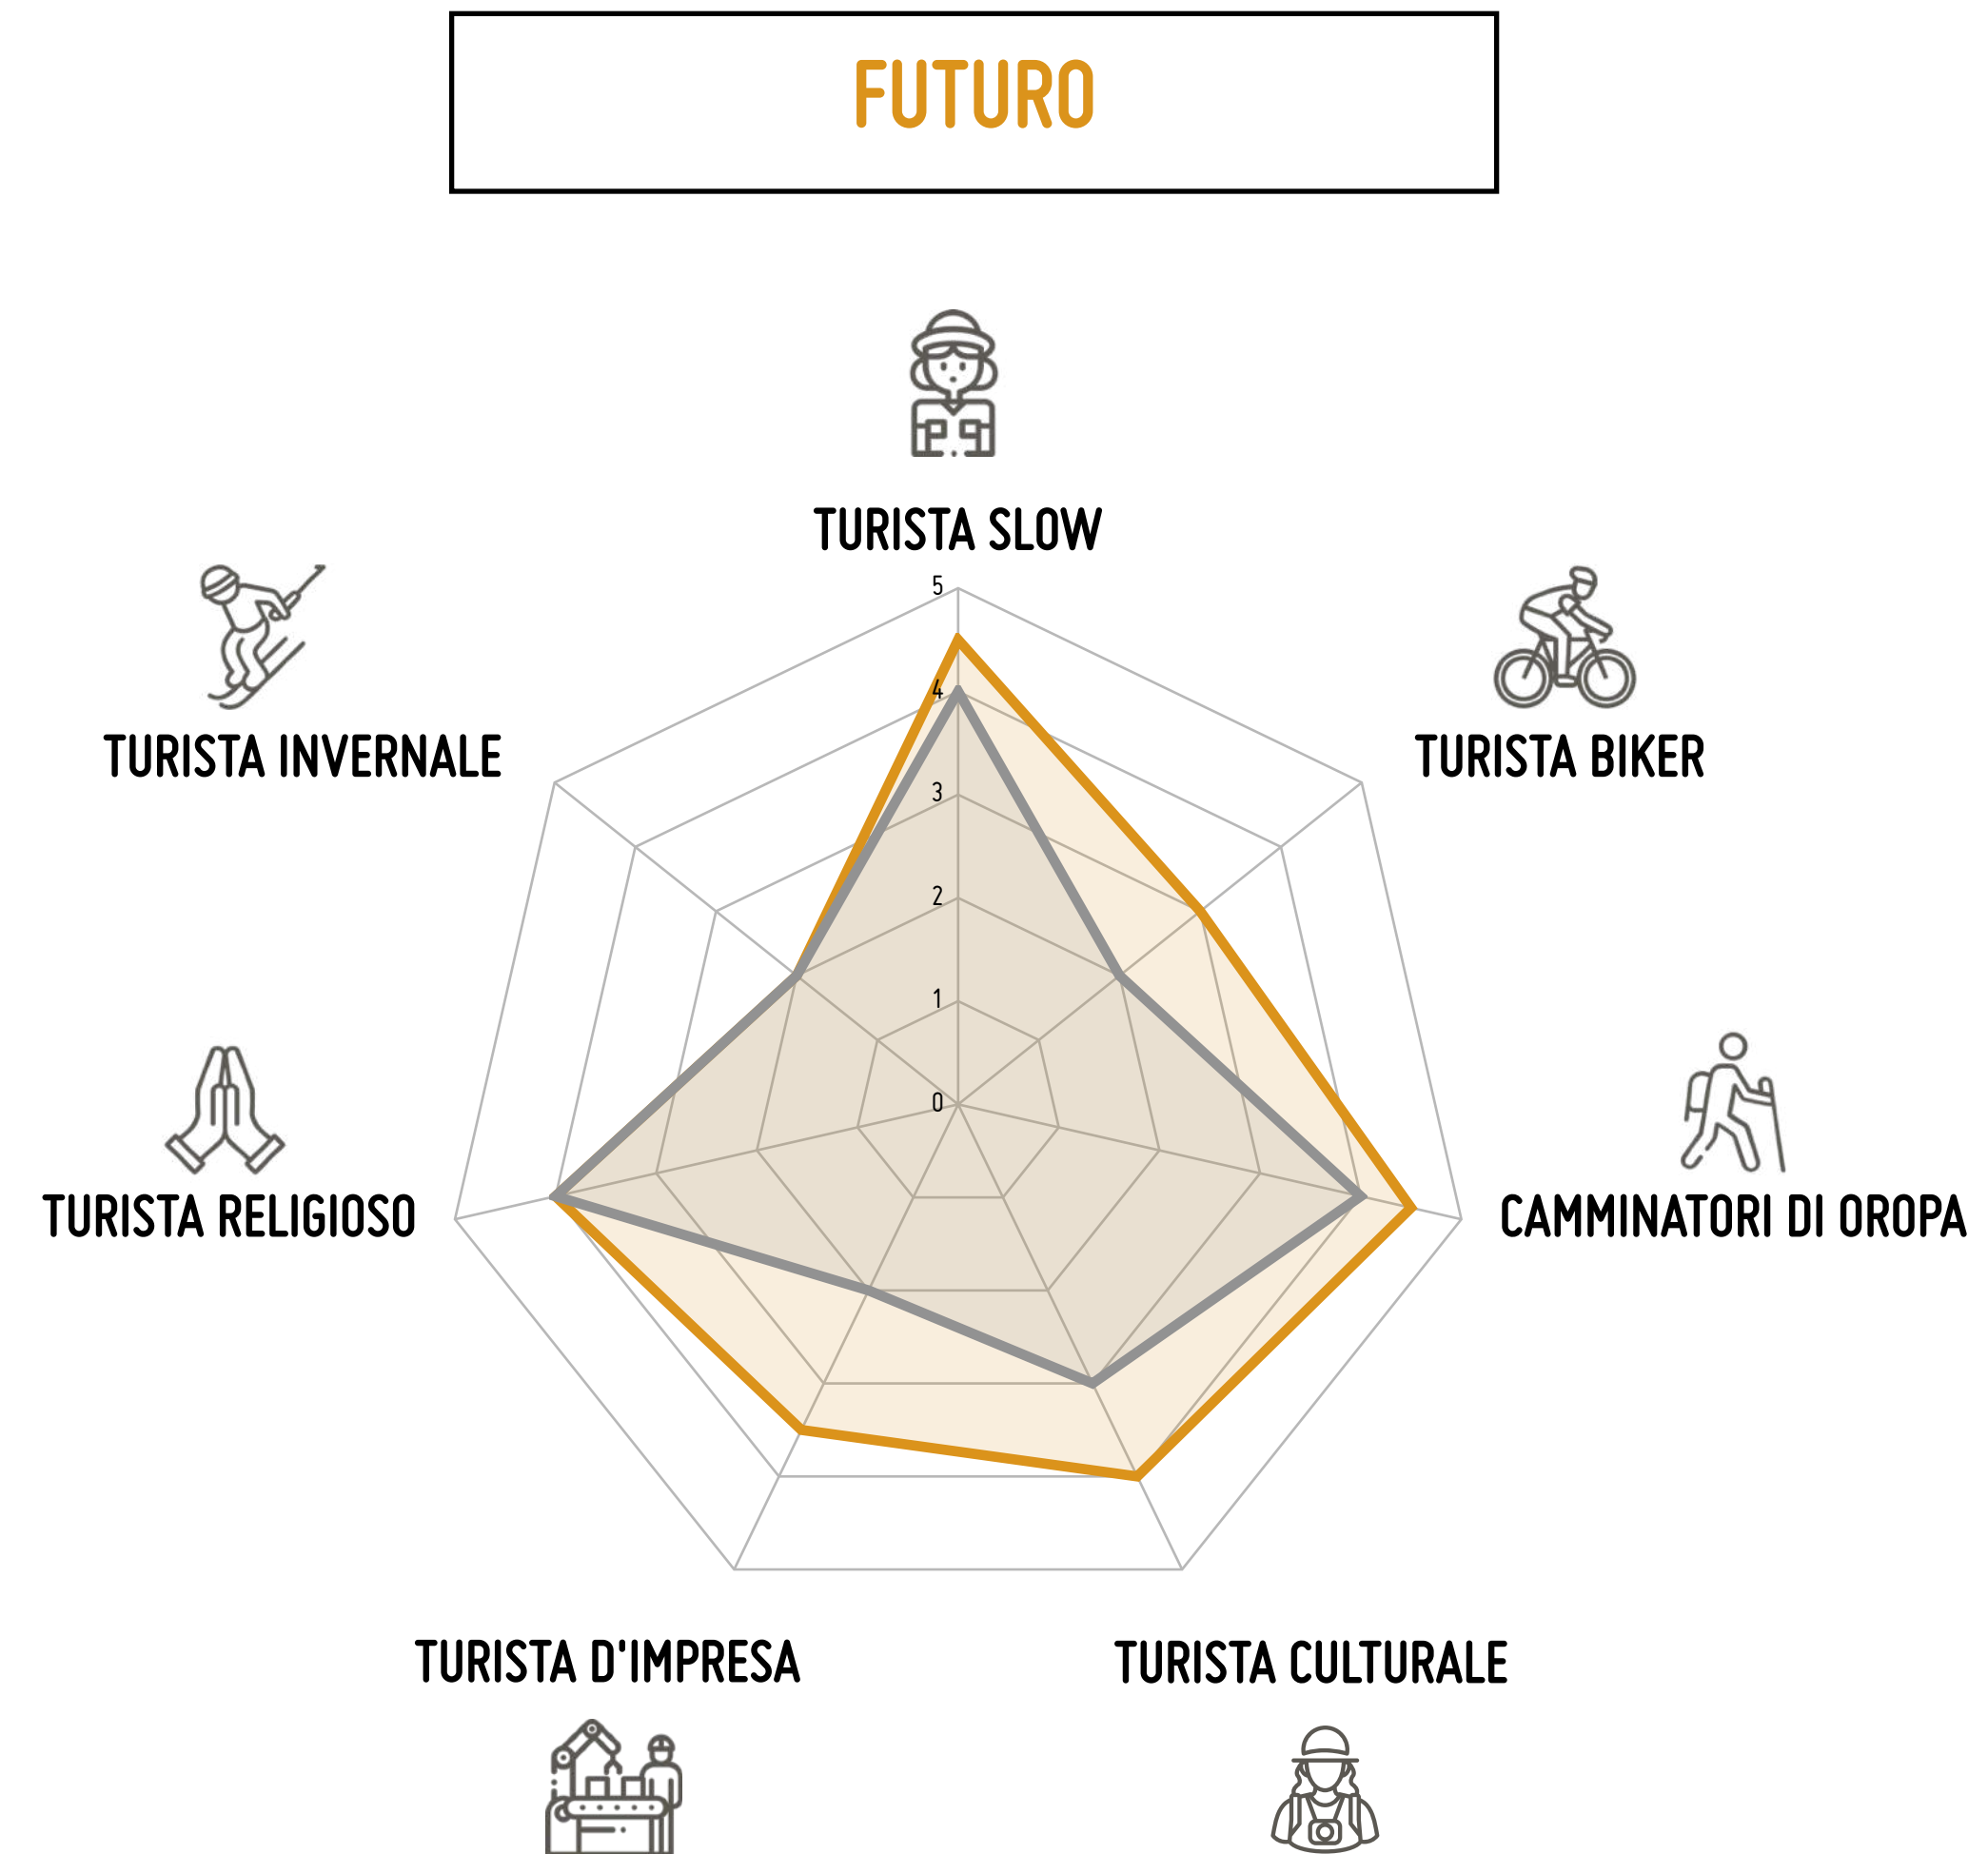 FUTURO
TURISTA SLOW
TURISTA INVERNALE
TURISTA BIKER
5
4
3
2
1
0
TURISTA RELIGIOSO
CAMMINATORI DI OROPA
TURISTA D'IMPRESA
TURISTA CULTURALE